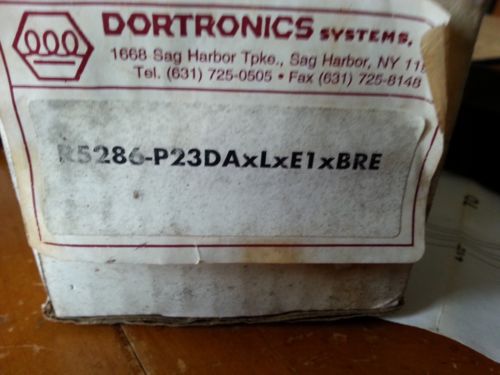 DORTRONICS SYSTEMS,
1668 Sag Harbor Tpke., Sag Harbor, NY 11
Tel. (631) 725-0505 • Fax (631) 725-8148
R5286-P23DAxLxE1xBRE